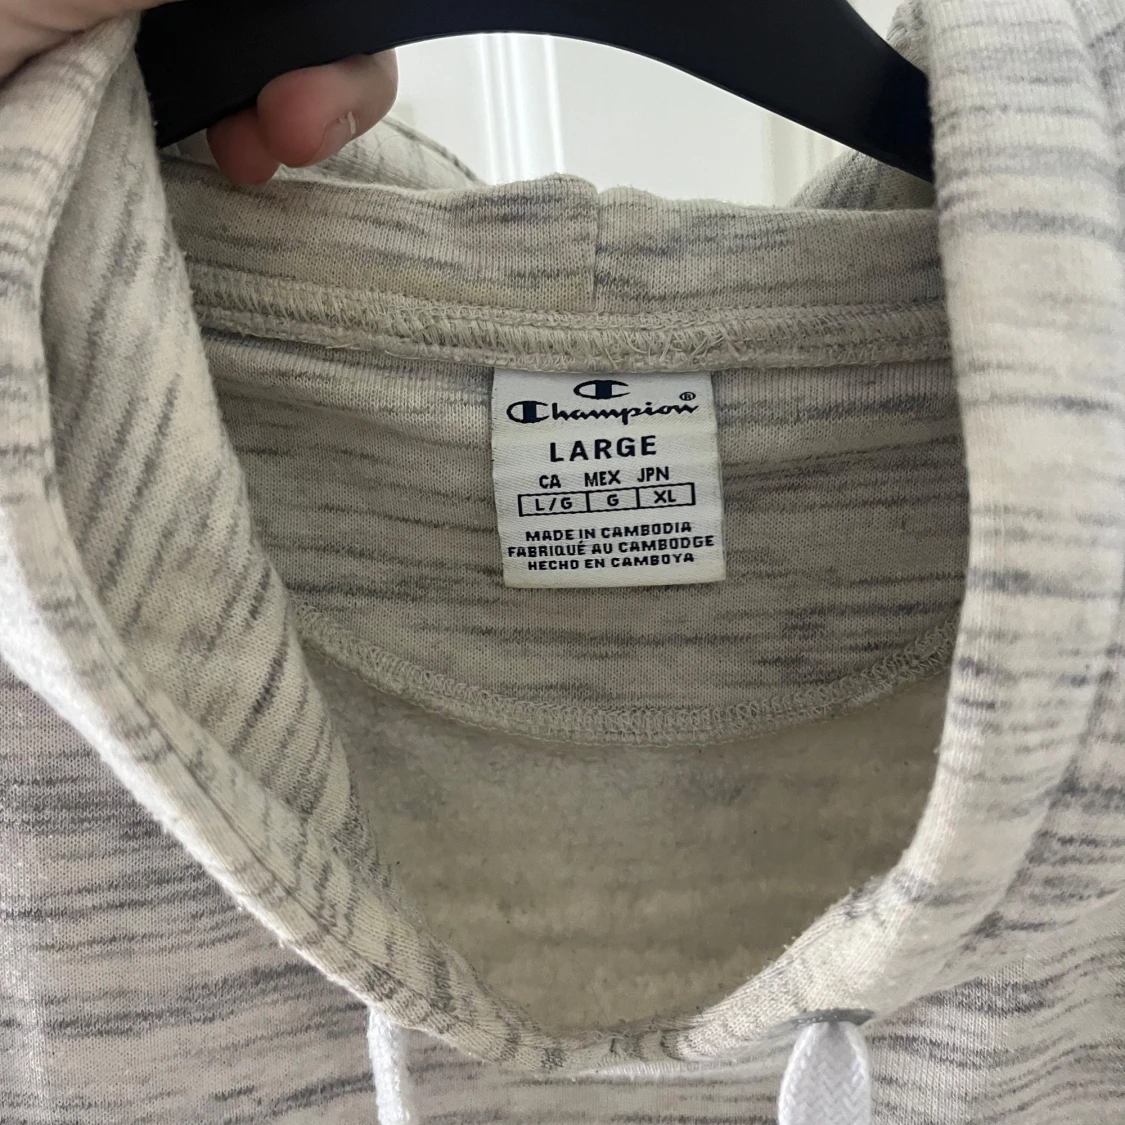 Champion®
LARGE
CA MEX JPN
L/G G XL
MADE IN CAMBODIA
FABRIQUÉ AU CAMBODGE
HECHO EN CAMBOYA